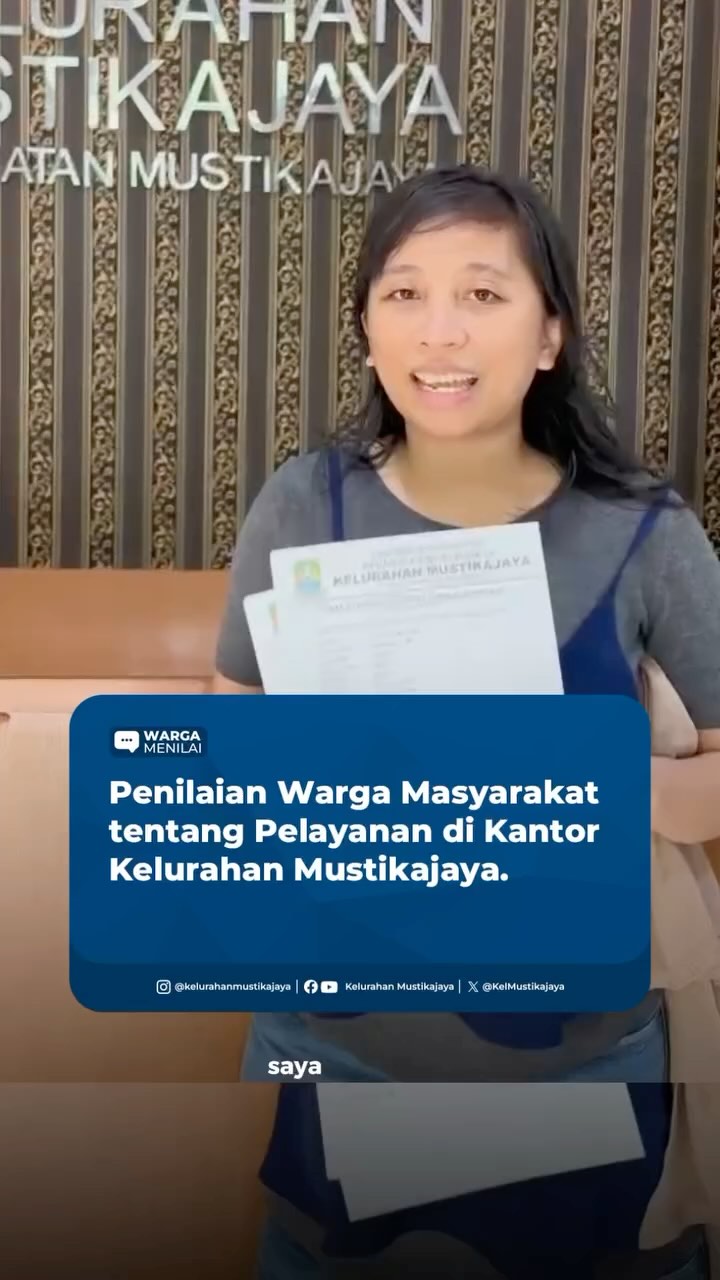 LURAHAN
STIKAJAYA
ATAN MUSTIKAJAYA
KELURAHAN MUSTIKAJAYA
WARGA
MENILAI
Penilaian Warga Masyarakat
tentang Pelayanan di Kantor
Kelurahan Mustikajaya.
@kelurahanmustikajaya | Kelurahan Mustikajaya | @KelMustikajaya
saya